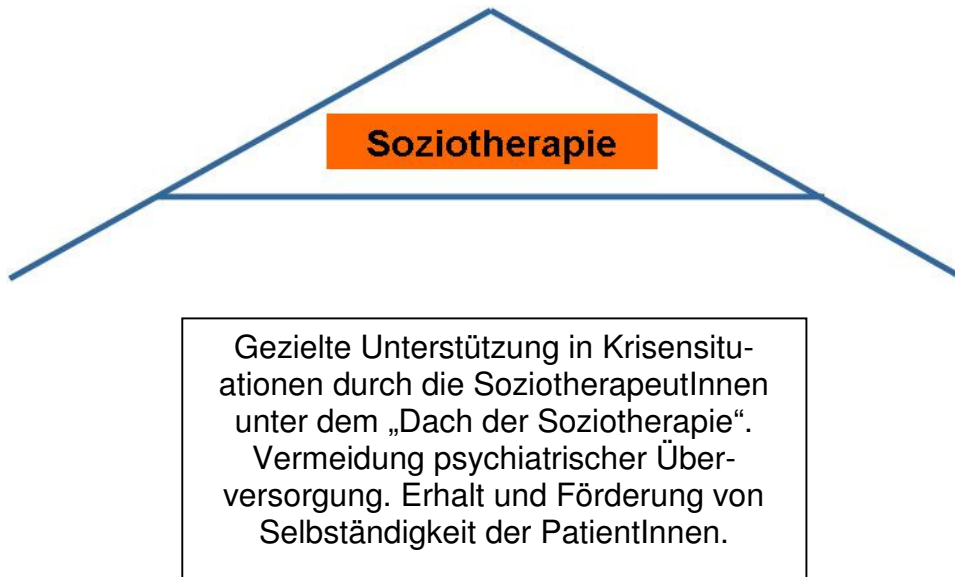 Soziotherapie
Gezielte Unterstützung in Krisensitu-
ationen durch die SoziotherapeutInnen
unter dem „Dach der Soziotherapie“.
Vermeidung psychiatrischer Über-
versorgung. Erhalt und Förderung von
Selbständigkeit der PatientInnen.